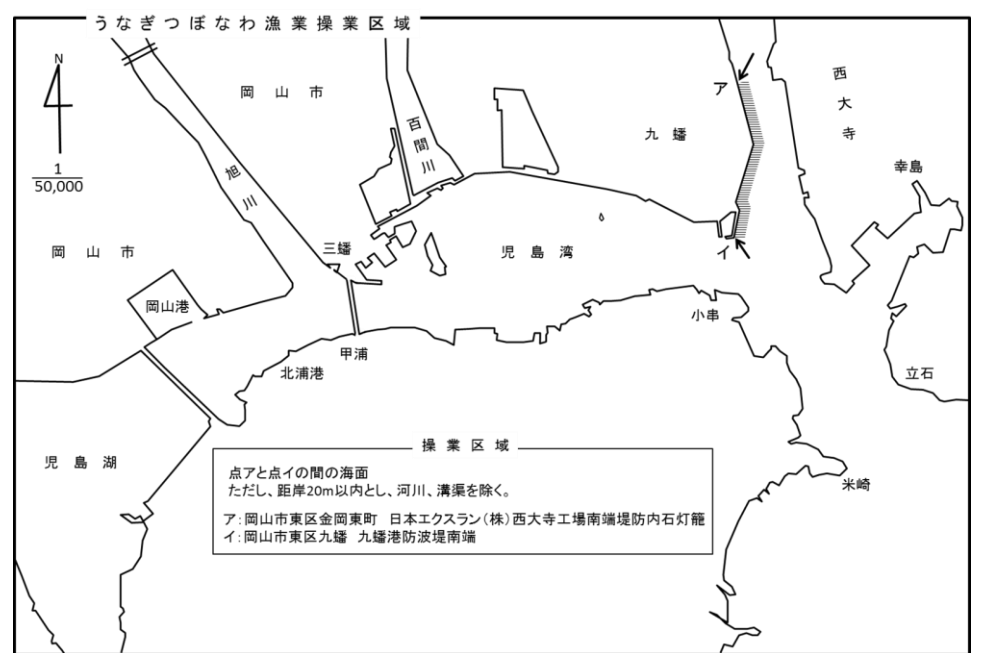 うなぎつぼなわ漁業操業区域
N
1
50,000
岡山市
百間川
旭川
岡山市
岡山港
三蟠
甲浦
北浦港
児島湖
児島湾
九蟠
ア
イ
西大寺
幸島
小串
立石
米崎
操業区域
点アと点イの間の海面
ただし、距岸20m以内とし、河川、溝渠を除く。
ア：岡山市東区金岡東町 日本エクスラン（株）西大寺工場南端堤防内石灯籠
イ：岡山市東区九蟠 九蟠港防波堤南端